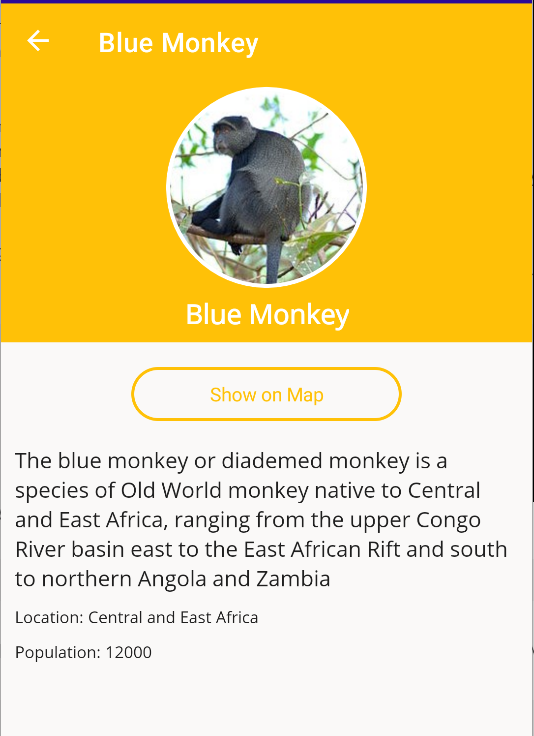 Blue Monkey
Blue Monkey
Show on Map
The blue monkey or diademed monkey is a
species of Old World monkey native to Central
and East Africa, ranging from the upper Congo
River basin east to the East African Rift and south
to northern Angola and Zambia
Location: Central and East Africa
Population: 12000